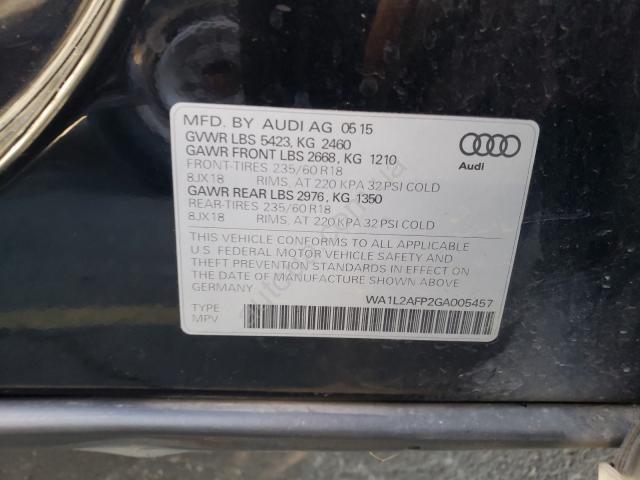 MFD. BY AUDI AG 05 15
GVWR LBS 5423, KG 2460
GAWR FRONT LBS 2668, KG 1210
FRONT-TIRES 235/60 R18
8JX18 RIMS, AT 220 KPA 32 PSI COLD
GAWR REAR LBS 2976, KG 1350
REAR-TIRES 235/60 R18
8JX18 RIMS, AT 220 KPA 32 PSI COLD
Audi
THIS VEHICLE CONFORMS TO ALL APPLICABLE
U.S. FEDERAL MOTOR VEHICLE SAFETY AND
THEFT PREVENTION STANDARDS IN EFFECT ON
THE DATE OF MANUFACTURE SHOWN ABOVE
GERMANY
WA1L2AFP2GA005457
TYPE
MPV